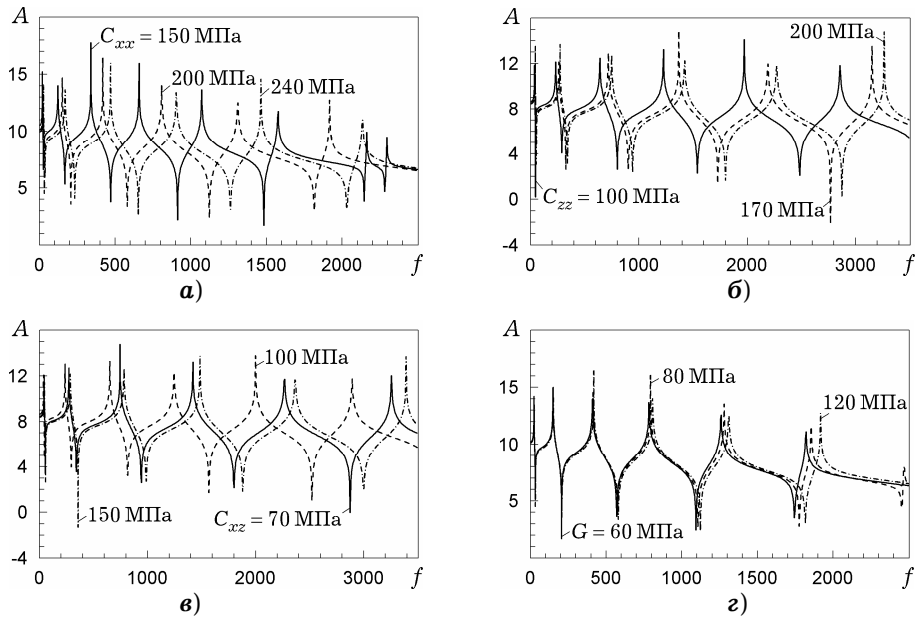 A
C_xx = 150 МПа
200 МПа
240 МПа
15
10
5
0 500 1000 1500 2000 f
а)
A
200 МПа
12
8
4
0
C_zz = 100 МПа
170 МПа
-4
0 1000 2000 3000 f
б)
A
100 МПа
12
8
4
0
150 МПа
C_xz = 70 МПа
-4
0 1000 2000 3000 f
в)
A
80 МПа
120 МПа
15
10
5
G = 60 МПа
0 500 1000 1500 2000 f
г)